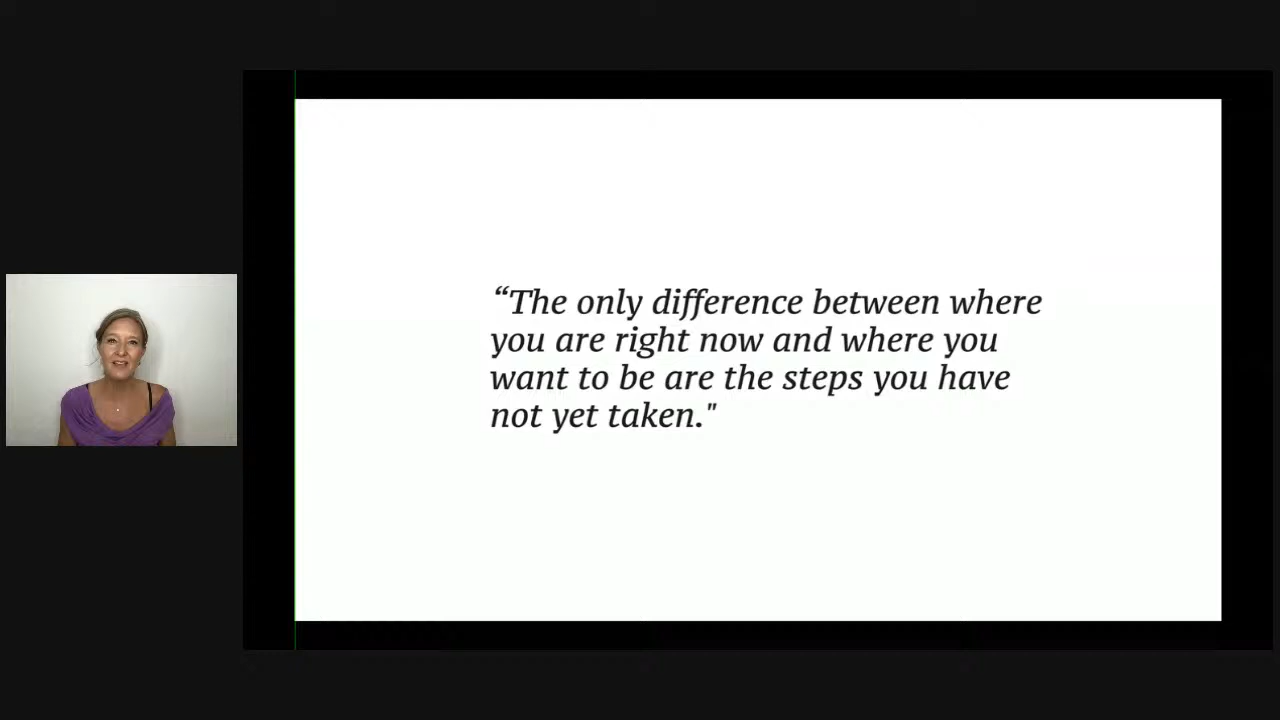 “The only difference between where
you are right now and where you
want to be are the steps you have
not yet taken."